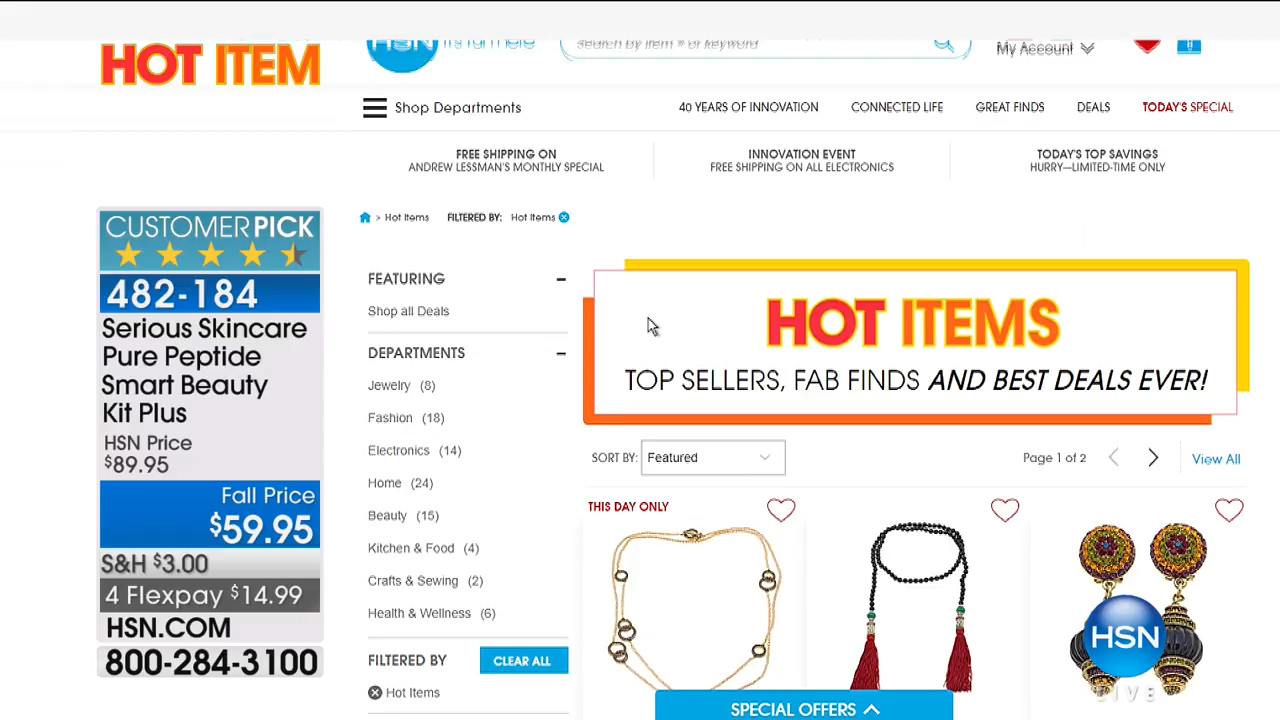 HOT ITEM
HSN it's fun here
Search by item # or keyword
My Account
Shop Departments
40 YEARS OF INNOVATION
CONNECTED LIFE
GREAT FINDS
DEALS
TODAY'S SPECIAL
FREE SHIPPING ON
ANDREW LESSMAN'S MONTHLY SPECIAL
INNOVATION EVENT
FREE SHIPPING ON ALL ELECTRONICS
TODAY'S TOP SAVINGS
HURRY—LIMITED-TIME ONLY
CUSTOMER PICK
482-184
Serious Skincare
Pure Peptide
Smart Beauty
Kit Plus
HSN Price
$89.95
Fall Price
$59.95
S&H $3.00
4 Flexpay $14.99
HSN.COM
800-284-3100
> Hot Items FILTERED BY: Hot Items
FEATURING
Shop all Deals
DEPARTMENTS
Jewelry (8)
Fashion (18)
Electronics (14)
Home (24)
Beauty (15)
Kitchen & Food (4)
Crafts & Sewing (2)
Health & Wellness (6)
FILTERED BY CLEAR ALL
Hot Items
HOT ITEMS
TOP SELLERS, FAB FINDS AND BEST DEALS EVER!
SORT BY: Featured
Page 1 of 2
View All
THIS DAY ONLY
HSN
LIVE
SPECIAL OFFERS